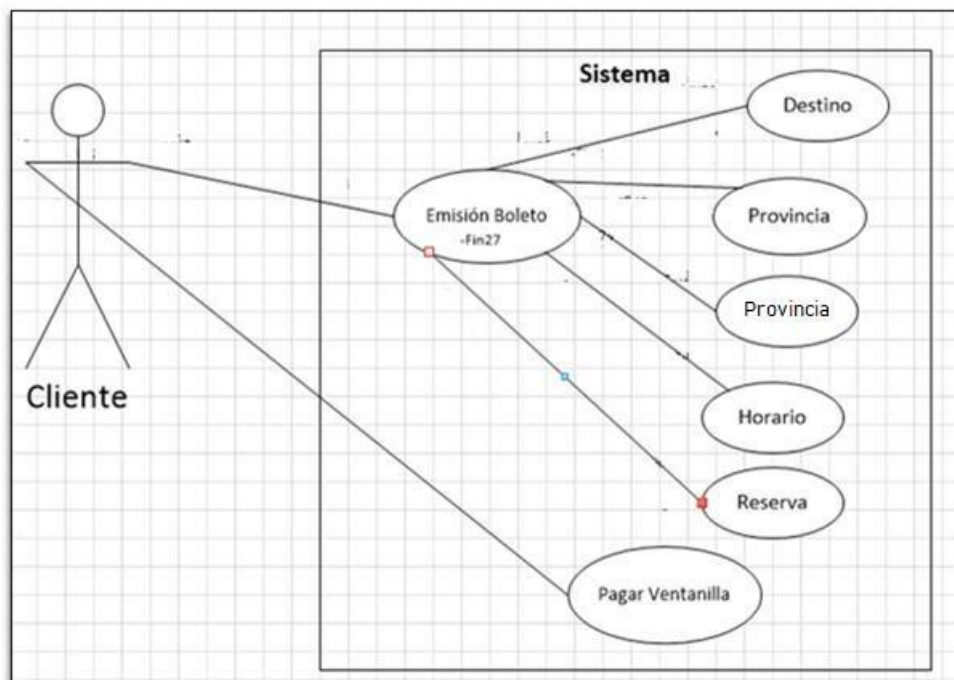 Sistema
Destino
Emisión Boleto
-Fin27
Provincia
Provincia
Horario
Cliente
Reserva
Pagar Ventanilla